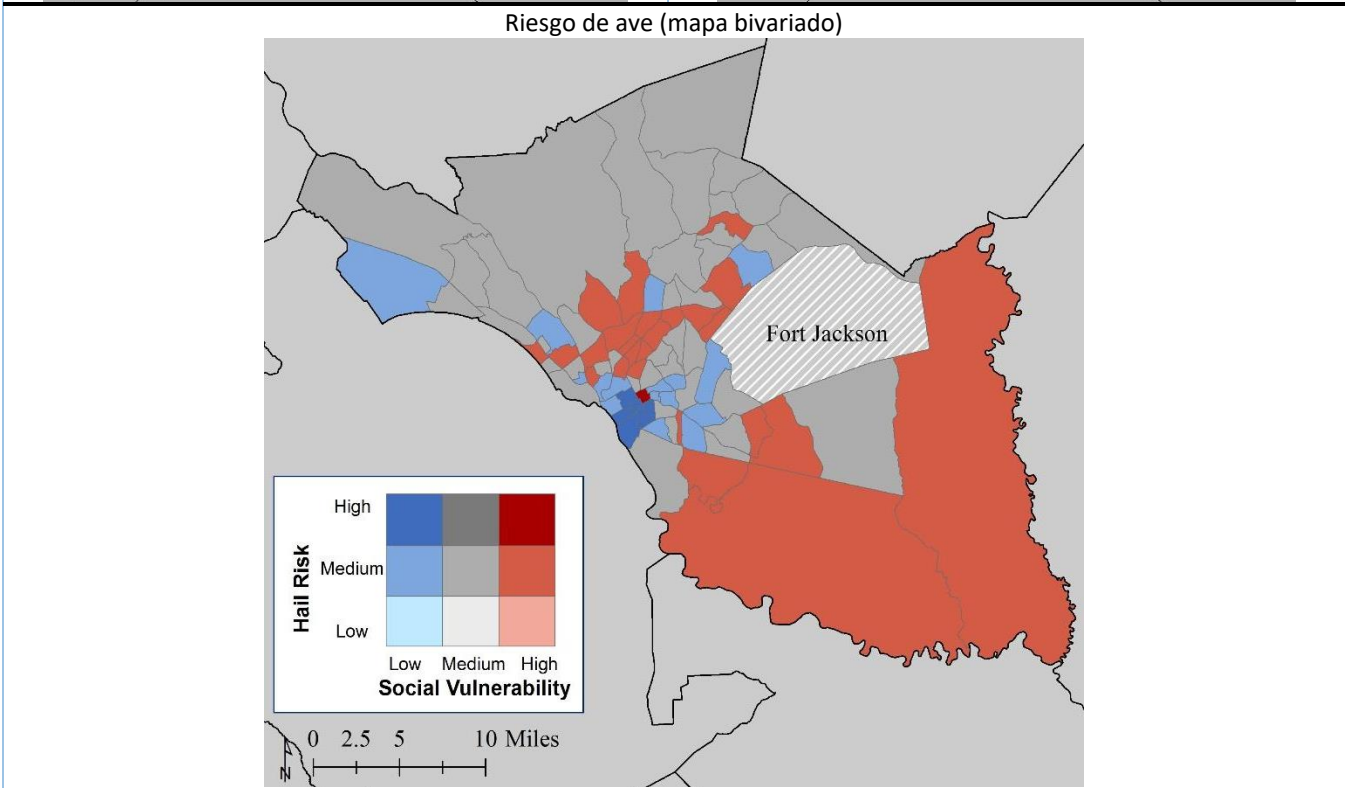 Riesgo de ave (mapa bivariado)
Fort Jackson
High
Medium
Low
Hail Risk
Low Medium High
Social Vulnerability
0 2.5 5 10 Miles
N